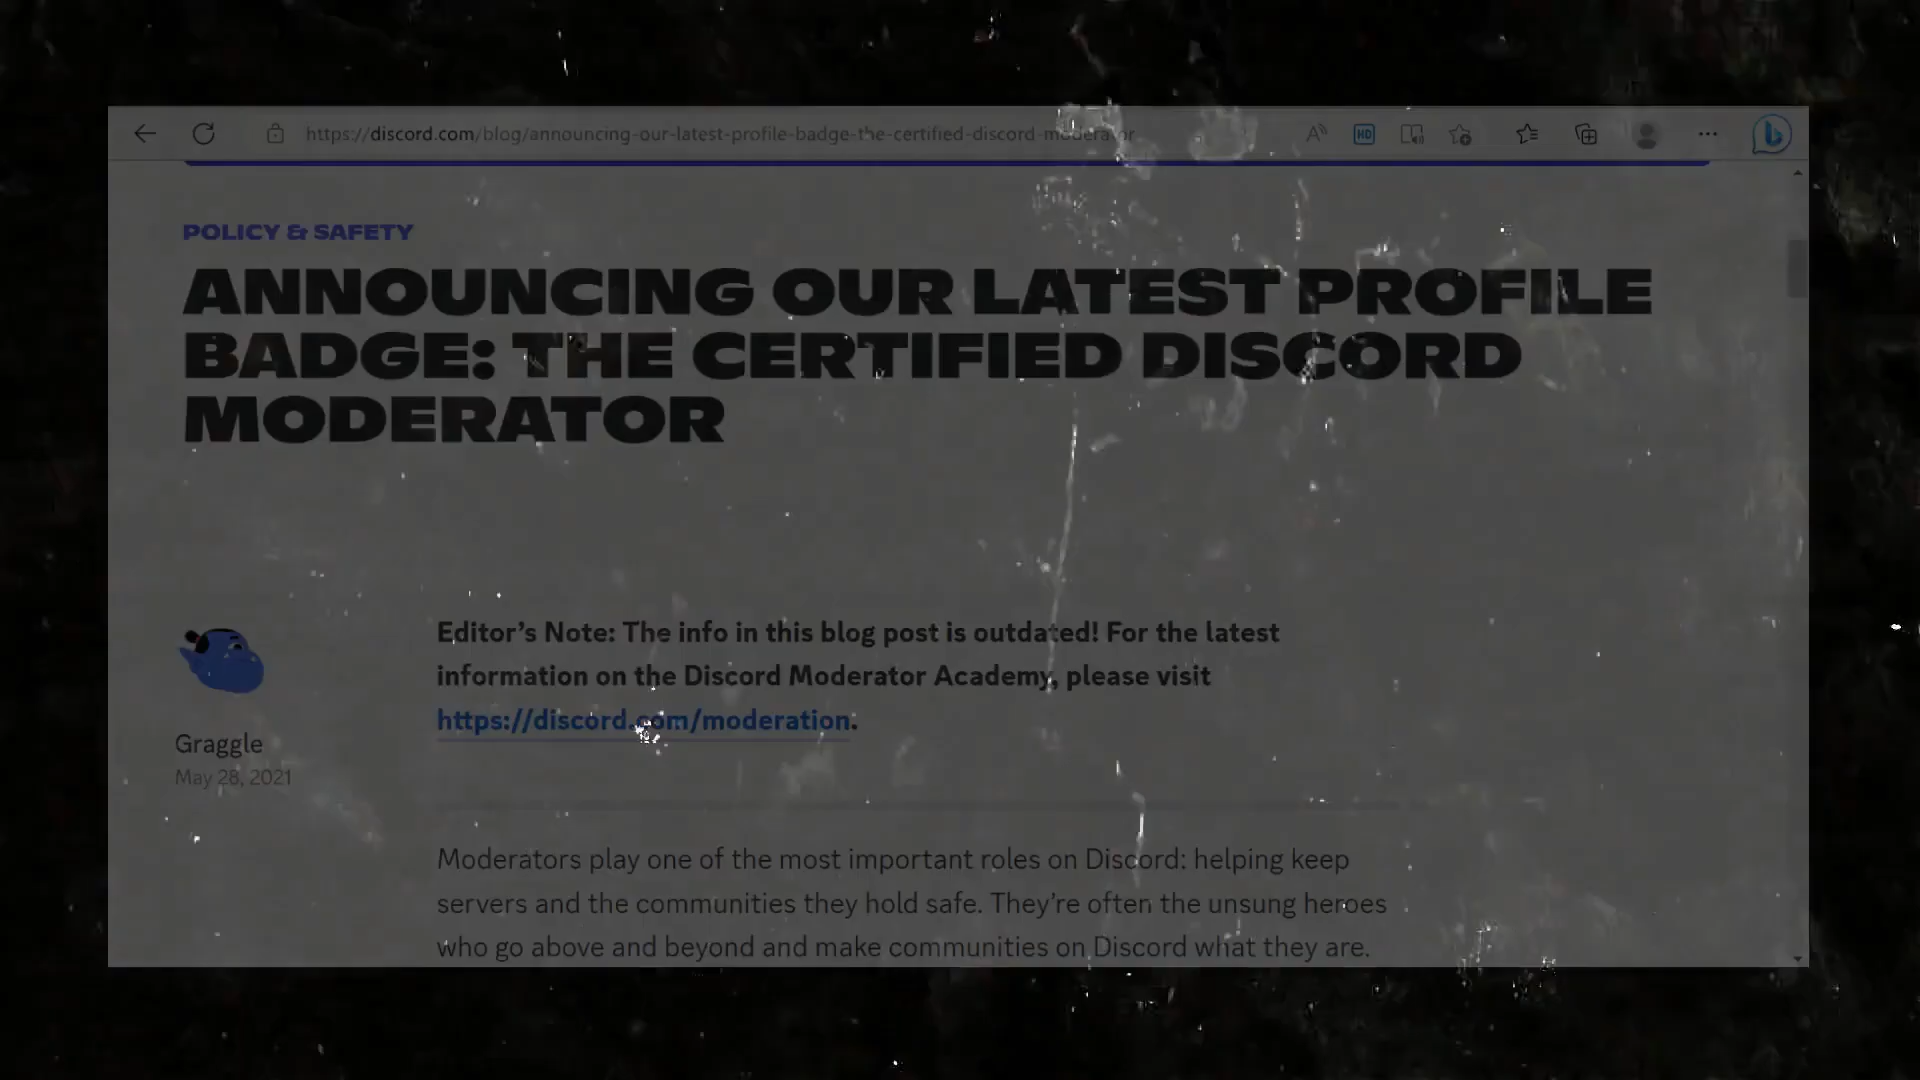 https://discord.com/blog/announcing-our-latest-profile-badge-the-certified-discord-moderator
HD
POLICY & SAFETY
ANNOUNCING OUR LATEST PROFILE
BADGE: THE CERTIFIED DISCORD
MODERATOR
Editor’s Note: The info in this blog post is outdated! For the latest
information on the Discord Moderator Academy, please visit
https://discord.com/moderation.
Graggle
May 28, 2021
Moderators play one of the most important roles on Discord: helping keep
servers and the communities they hold safe. They’re often the unsung heroes
who go above and beyond and make communities on Discord what they are.